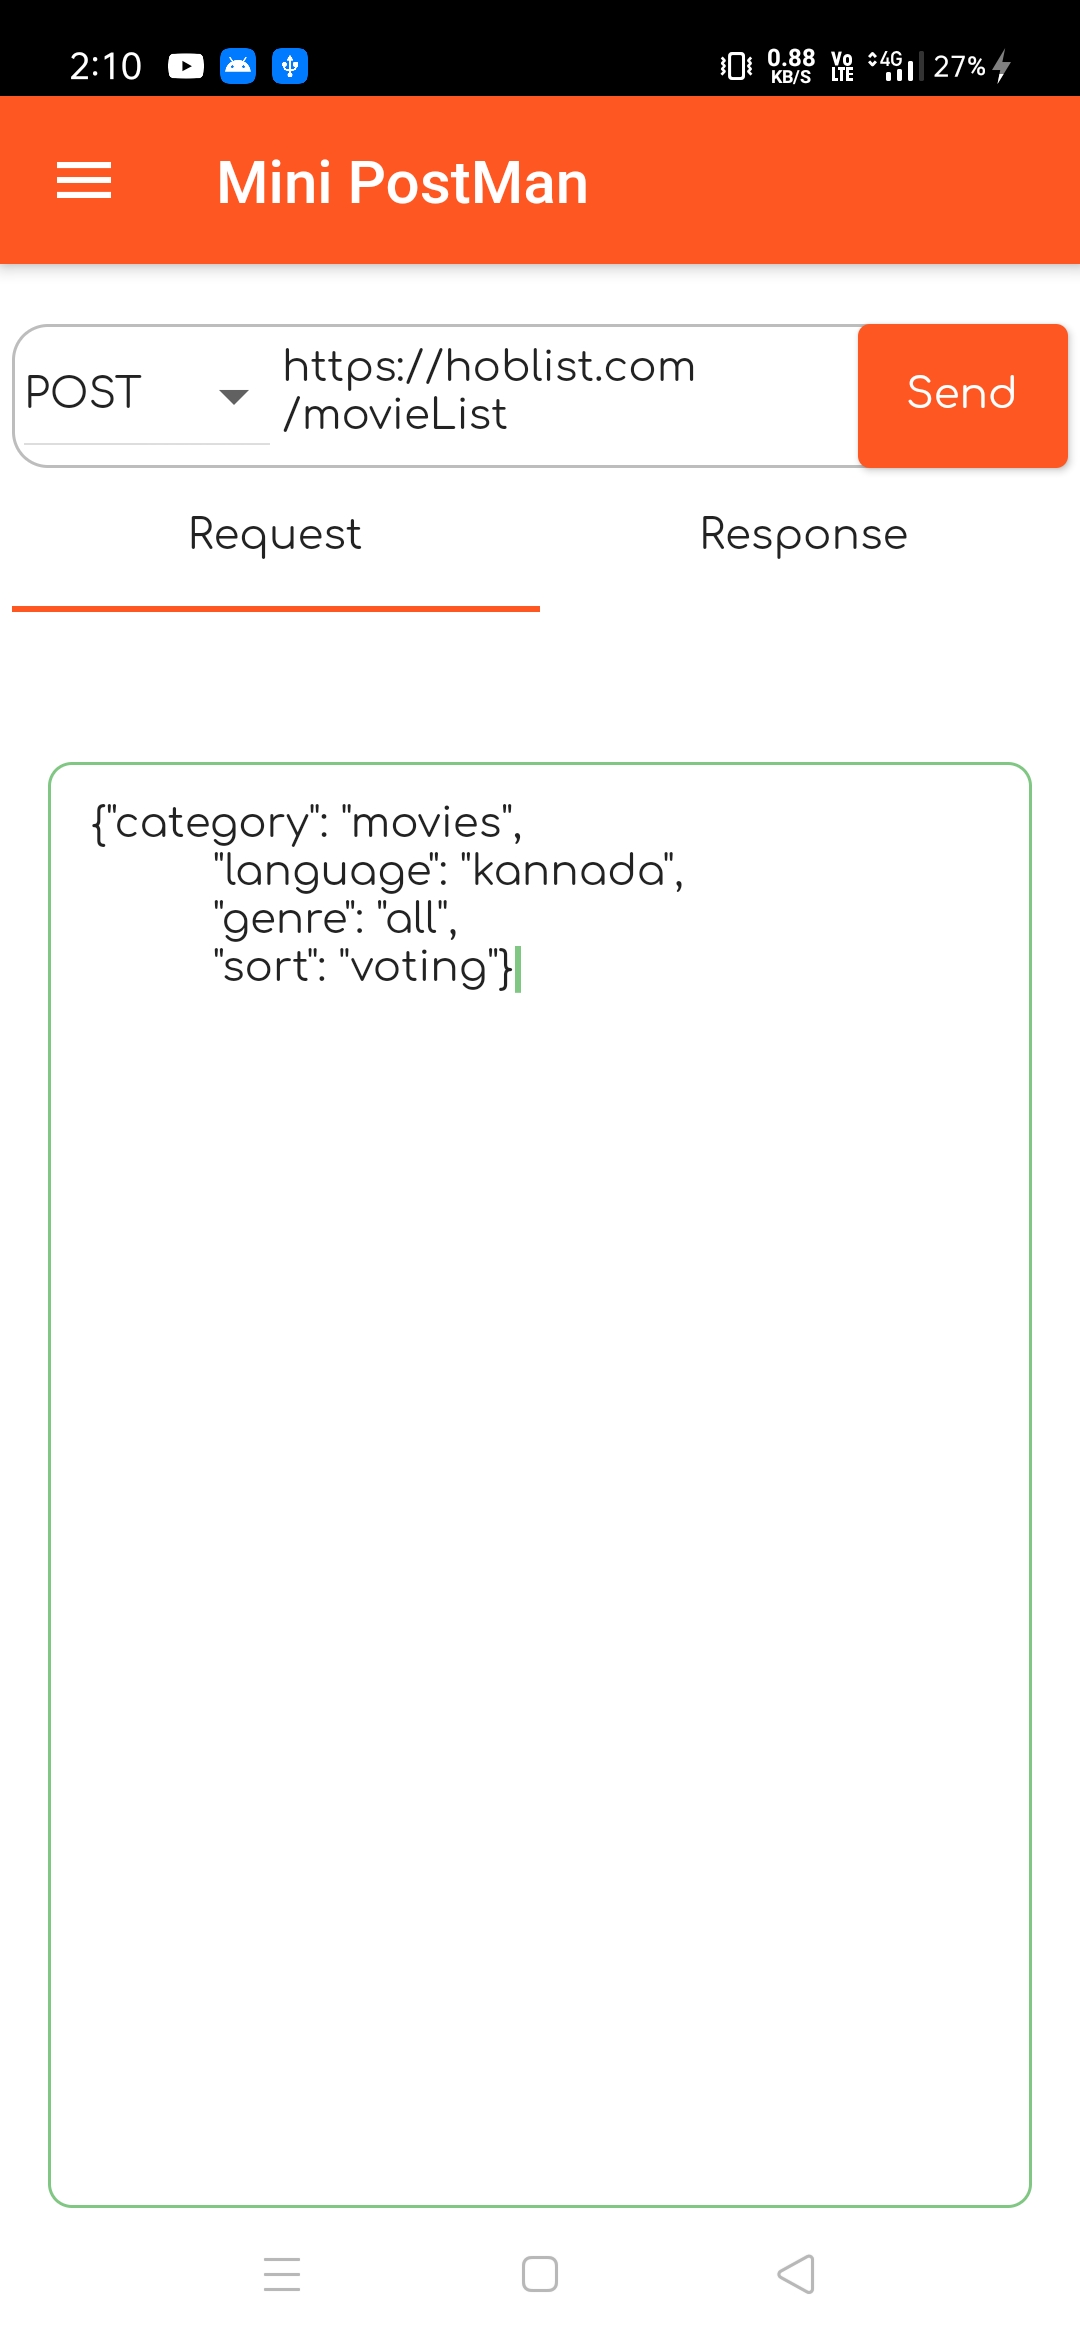 2:10 0.88 KB/S Vo LTE 4G 27%
Mini PostMan
POST
https://hoblist.com
/movieList
Send
Request Response
{"category": "movies",
"language": "kannada",
"genre": "all",
"sort": "voting"}